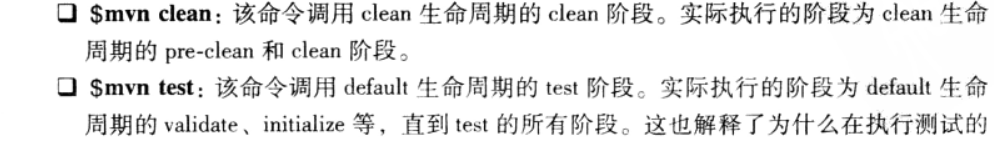 ❑ $mvn clean：该命令调用 clean 生命周期的 clean 阶段。实际执行的阶段为 clean 生命
周期的 pre-clean 和 clean 阶段。
❑ $mvn test：该命令调用 default 生命周期的 test 阶段。实际执行的阶段为 default 生命
周期的 validate、initialize 等，直到 test 的所有阶段。这也解释了为什么在执行测试的